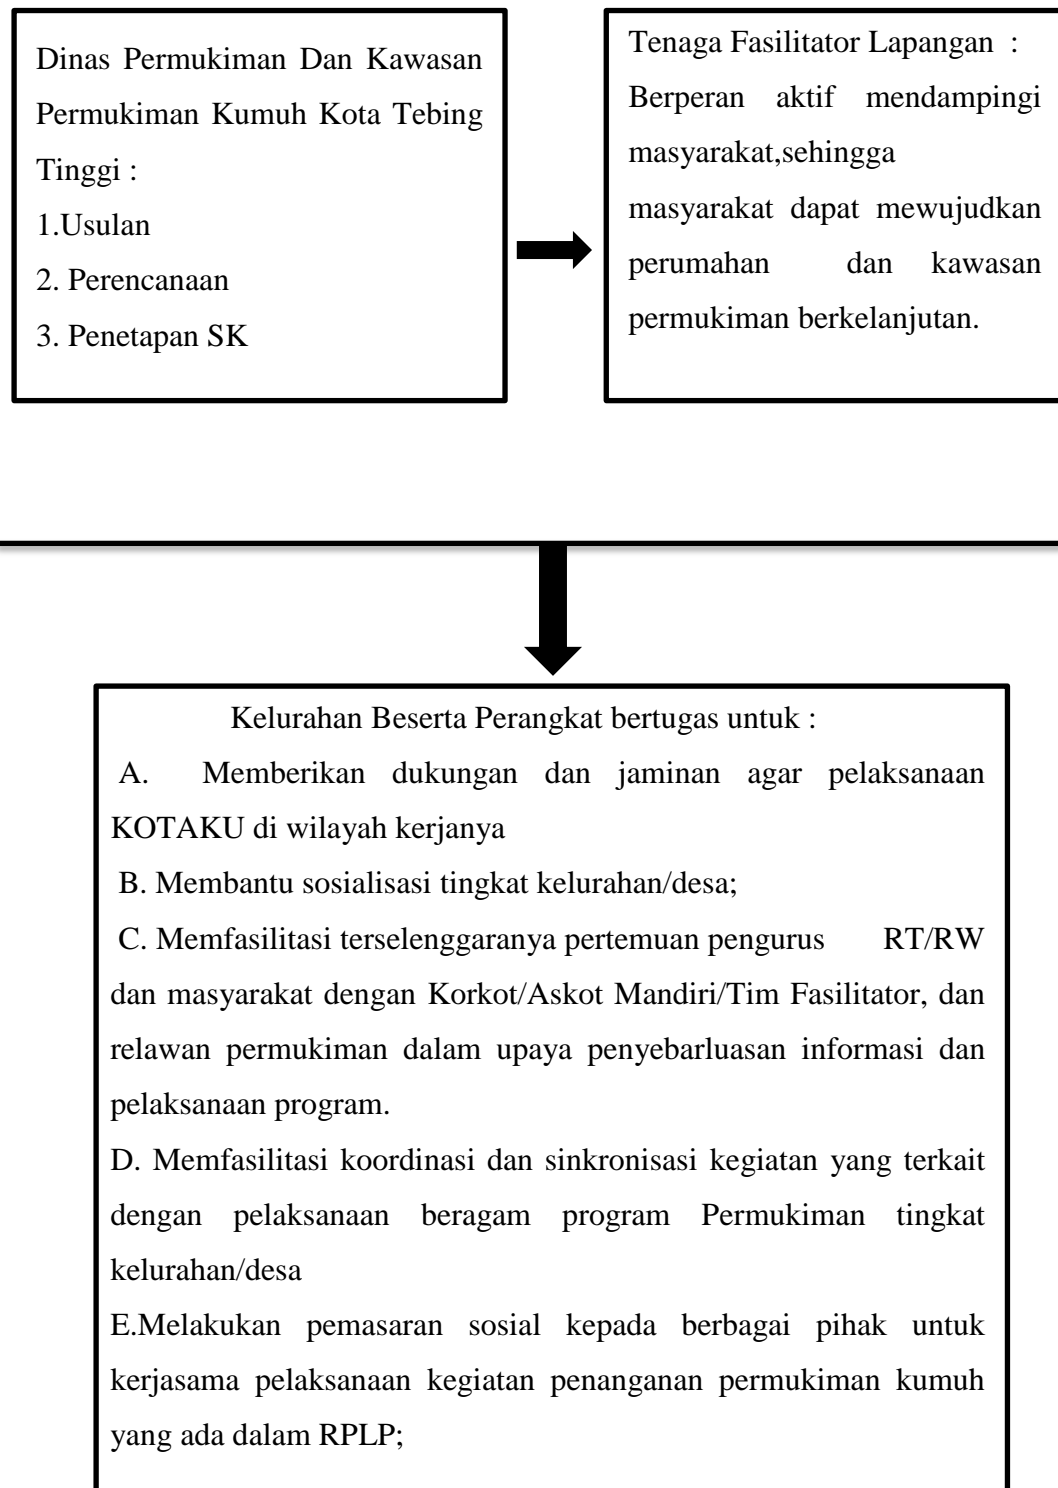 Dinas Permukiman Dan Kawasan
Permukiman Kumuh Kota Tebing
Tinggi :
1.Usulan
2. Perencanaan
3. Penetapan SK
Tenaga Fasilitator Lapangan :
Berperan aktif mendampingi
masyarakat,sehingga
masyarakat dapat mewujudkan
perumahan dan kawasan
permukiman berkelanjutan.
Kelurahan Beserta Perangkat bertugas untuk :
A. Memberikan dukungan dan jaminan agar pelaksanaan
KOTAKU di wilayah kerjanya
B. Membantu sosialisasi tingkat kelurahan/desa;
C. Memfasilitasi terselenggaranya pertemuan pengurus RT/RW
dan masyarakat dengan Korkot/Askot Mandiri/Tim Fasilitator, dan
relawan permukiman dalam upaya penyebarluasan informasi dan
pelaksanaan program.
D. Memfasilitasi koordinasi dan sinkronisasi kegiatan yang terkait
dengan pelaksanaan beragam program Permukiman tingkat
kelurahan/desa
E.Melakukan pemasaran sosial kepada berbagai pihak untuk
kerjasama pelaksanaan kegiatan penanganan permukiman kumuh
yang ada dalam RPLP;